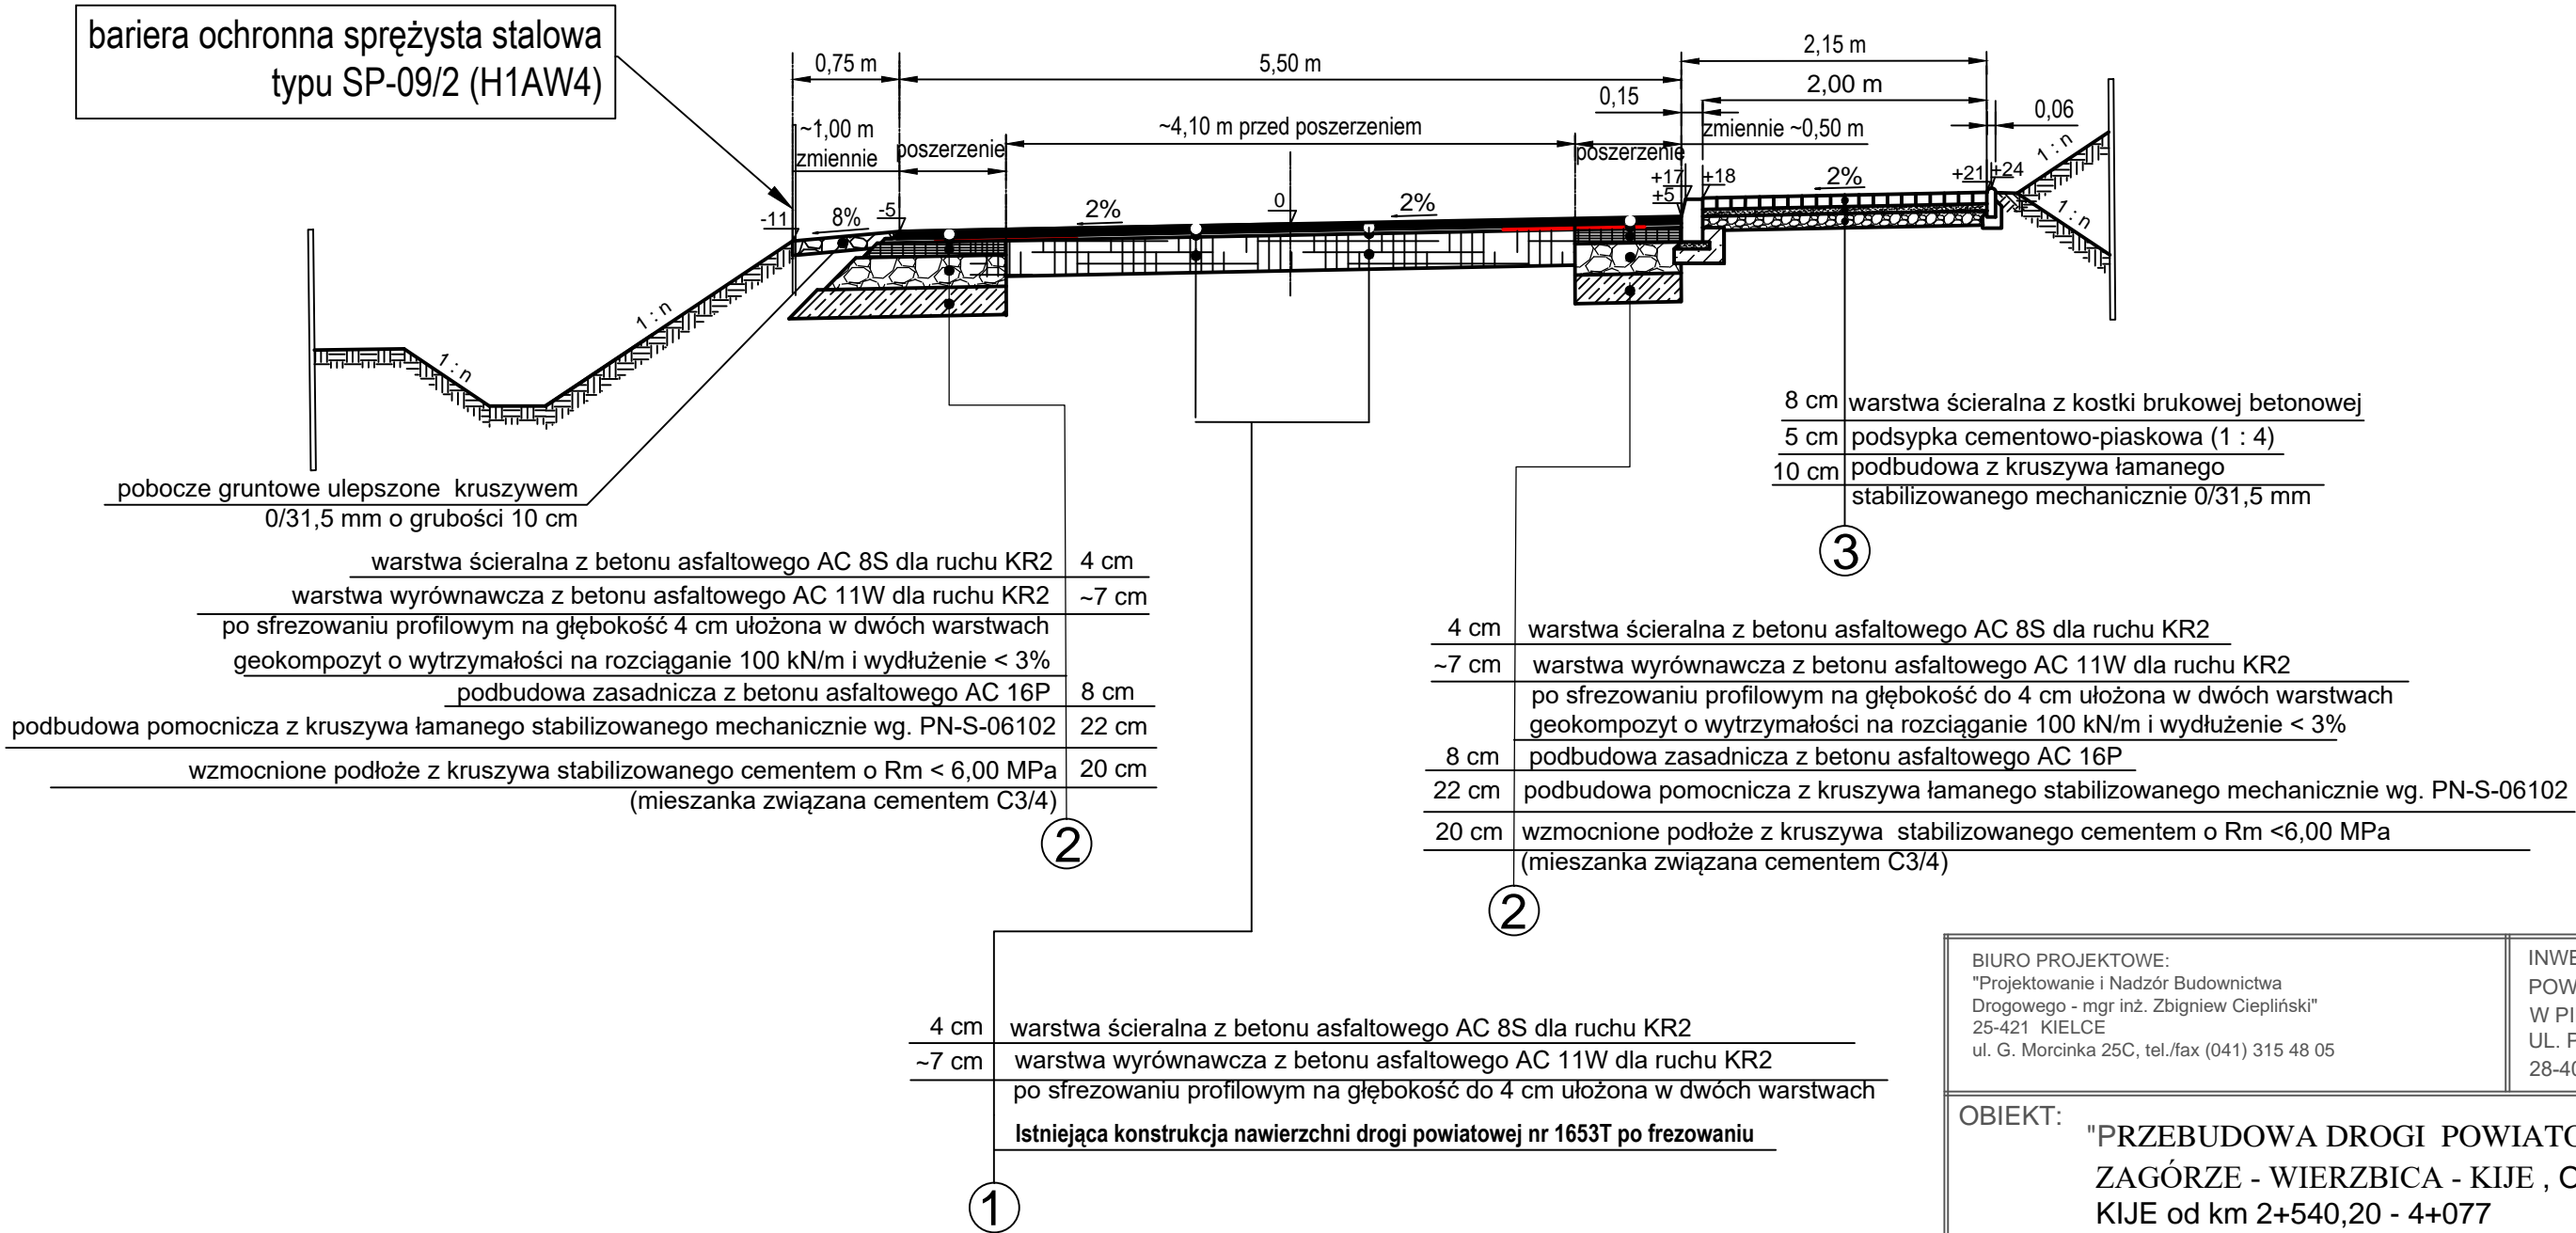 bariera ochronna sprężysta stalowa
typu SP-09/2 (H1AW4)
0,75 m
5,50 m
2,15 m
2,00 m
0,15
0,06
~1,00 m
zmiennie
poszerzenie
~4,10 m przed poszerzeniem
poszerzenie
zmiennie ~0,50 m
-11
8%
-5
2%
0
2%
+17
+5
+18
2%
+21
+24
1 : n
1 : n
1 : n
1 : n
pobocze gruntowe ulepszone kruszywem
0/31,5 mm o grubości 10 cm
8 cm warstwa ścieralna z kostki brukowej betonowej
5 cm podsypka cementowo-piaskowa (1 : 4)
10 cm podbudowa z kruszywa łamanego
stabilizowanego mechanicznie 0/31,5 mm
3
warstwa ścieralna z betonu asfaltowego AC 8S dla ruchu KR2 4 cm
warstwa wyrównawcza z betonu asfaltowego AC 11W dla ruchu KR2 ~7 cm
po sfrezowaniu profilowym na głębokość 4 cm ułożona w dwóch warstwach
geokompozyt o wytrzymałości na rozciąganie 100 kN/m i wydłużenie < 3%
podbudowa zasadnicza z betonu asfaltowego AC 16P 8 cm
podbudowa pomocnicza z kruszywa łamanego stabilizowanego mechanicznie wg. PN-S-06102 22 cm
wzmocnione podłoże z kruszywa stabilizowanego cementem o Rm < 6,00 MPa 20 cm
(mieszanka związana cementem C3/4)
2
4 cm warstwa ścieralna z betonu asfaltowego AC 8S dla ruchu KR2
~7 cm warstwa wyrównawcza z betonu asfaltowego AC 11W dla ruchu KR2
po sfrezowaniu profilowym na głębokość do 4 cm ułożona w dwóch warstwach
geokompozyt o wytrzymałości na rozciąganie 100 kN/m i wydłużenie < 3%
8 cm podbudowa zasadnicza z betonu asfaltowego AC 16P
22 cm podbudowa pomocnicza z kruszywa łamanego stabilizowanego mechanicznie wg. PN-S-06102
20 cm wzmocnione podłoże z kruszywa stabilizowanego cementem o Rm <6,00 MPa
(mieszanka związana cementem C3/4)
2
4 cm warstwa ścieralna z betonu asfaltowego AC 8S dla ruchu KR2
~7 cm warstwa wyrównawcza z betonu asfaltowego AC 11W dla ruchu KR2
po sfrezowaniu profilowym na głębokość do 4 cm ułożona w dwóch warstwach
Istniejąca konstrukcja nawierzchni drogi powiatowej nr 1653T po frezowaniu
1
BIURO PROJEKTOWE:
"Projektowanie i Nadzór Budownictwa
Drogowego - mgr inż. Zbigniew Ciepliński"
25-421 KIELCE
ul. G. Morcinka 25C, tel./fax (041) 315 48 05
INWE
POW
W PI
UL. P
28-40
OBIEKT:
"PRZEBUDOWA DROGI POWIATO
ZAGÓRZE - WIERZBICA - KIJE , O
KIJE od km 2+540,20 - 4+077